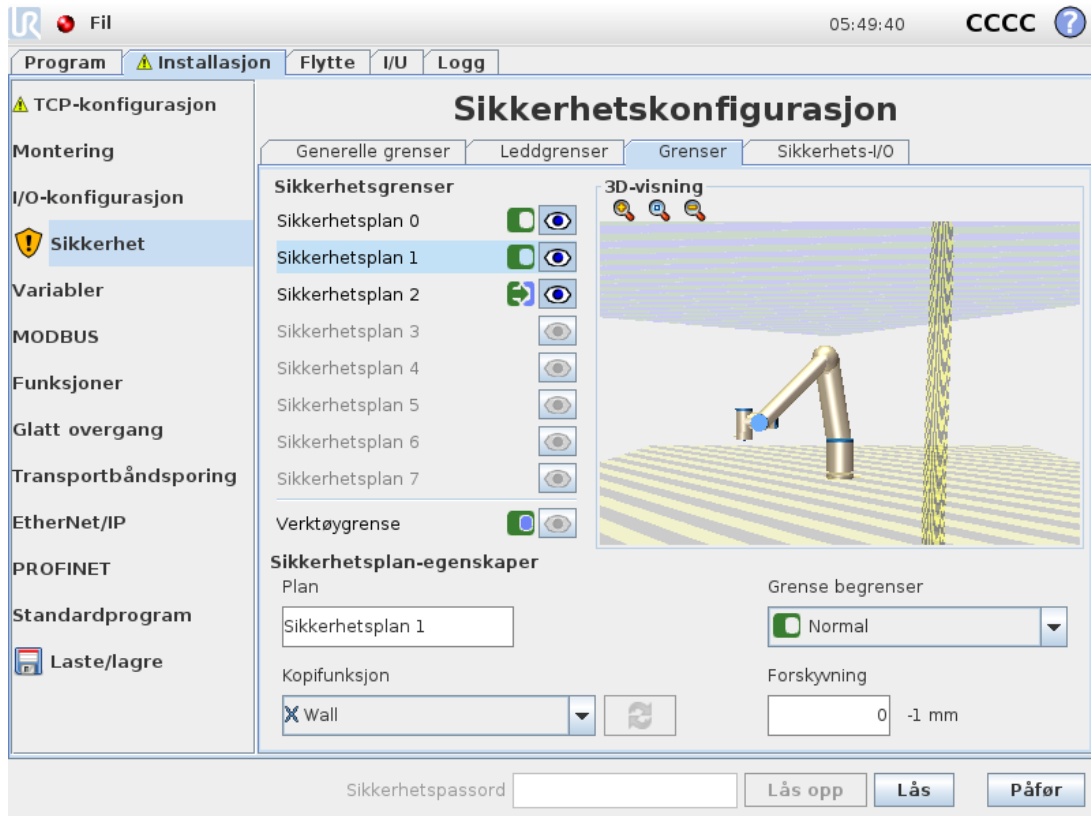 UR Fil 05:49:40 CCCC ?
Program Installasjon Flytte I/U Logg
TCP-konfigurasjon
Montering
I/O-konfigurasjon
Sikkerhet
Variabler
MODBUS
Funksjoner
Glatt overgang
Transportbåndsporing
EtherNet/IP
PROFINET
Standardprogram
Laste/lagre
Sikkerhetskonfigurasjon
Generelle grenser Leddgrenser Grenser Sikkerhets-I/O
Sikkerhetsgrenser
Sikkerhetsplan 0
Sikkerhetsplan 1
Sikkerhetsplan 2
Sikkerhetsplan 3
Sikkerhetsplan 4
Sikkerhetsplan 5
Sikkerhetsplan 6
Sikkerhetsplan 7
Verktøygrense
3D-visning
Sikkerhetsplan-egenskaper
Plan
Sikkerhetsplan 1
Grense begrenser
Normal
Kopifunksjon
Wall
Forskyvning
0 -1 mm
Sikkerhetspassord Lås opp Lås Påfør